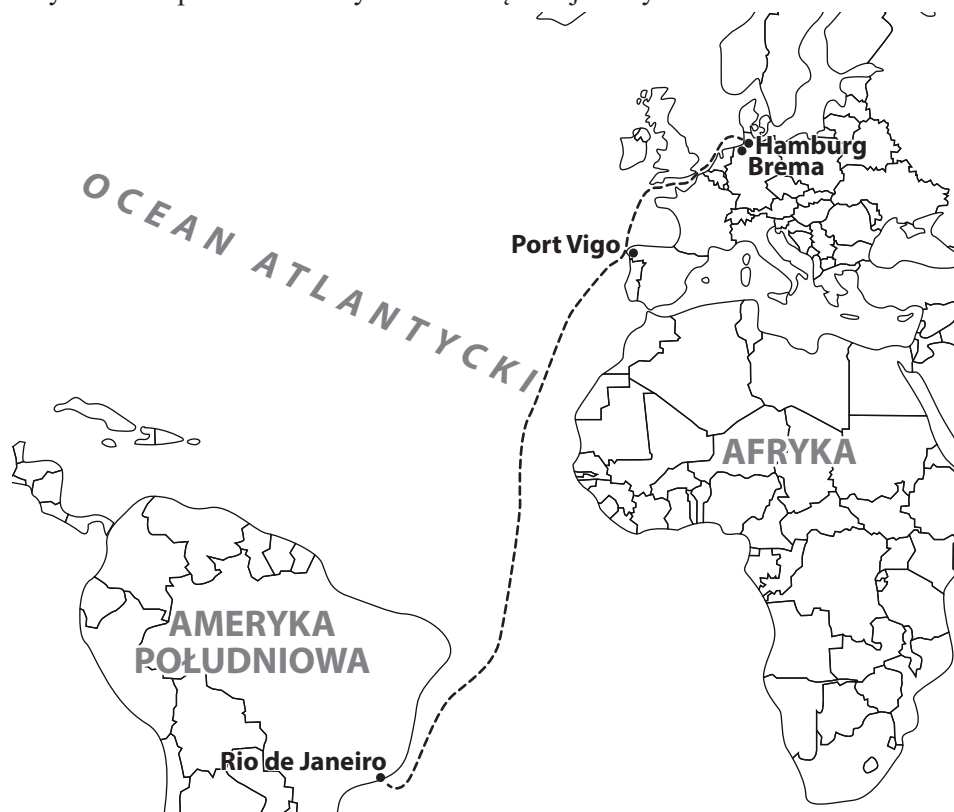 Hamburg
Brema
OCEAN ATLANTYCKI
Port Vigo
AFRYKA
AMERYKA
POŁUDNIOWA
Rio de Janeiro